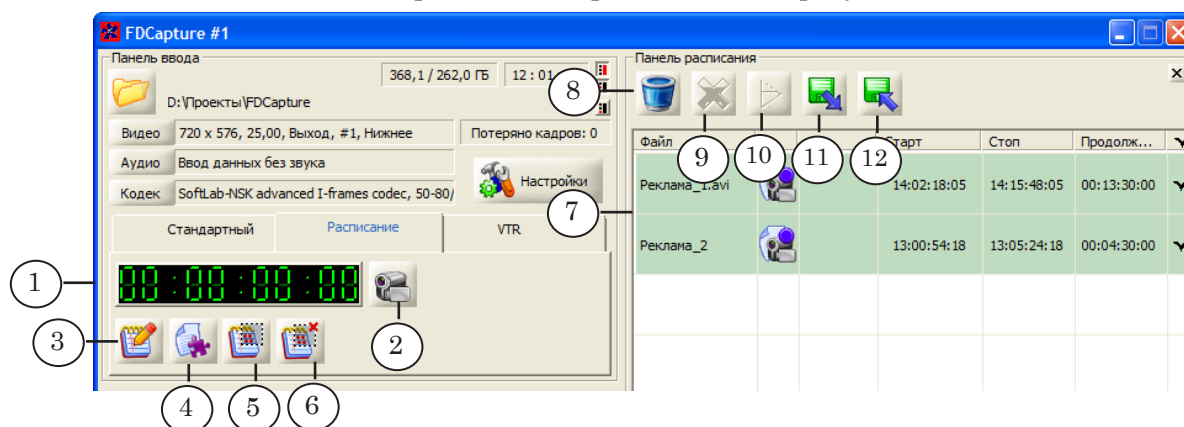 FDCapture #1
Панель ввода
368,1 / 262,0 ГБ
12 : 01
D:\Проекты\FDCapture
Видео 720 x 576, 25,00, Выход, #1, Нижнее Потеряно кадров: 0
Аудио Ввод данных без звука
Кодек SoftLab-NSK advanced I-frames codec, 50-80/
Настройки
Стандартный Расписание VTR
00:00:00:00
1
2
3
4
5
6
Панель расписания
8
9
10
11
12
7
Файл Старт Стоп Продолж...
Реклама_1.avi 14:02:18:05 14:15:48:05 00:13:30:00
Реклама_2 13:00:54:18 13:05:24:18 00:04:30:00